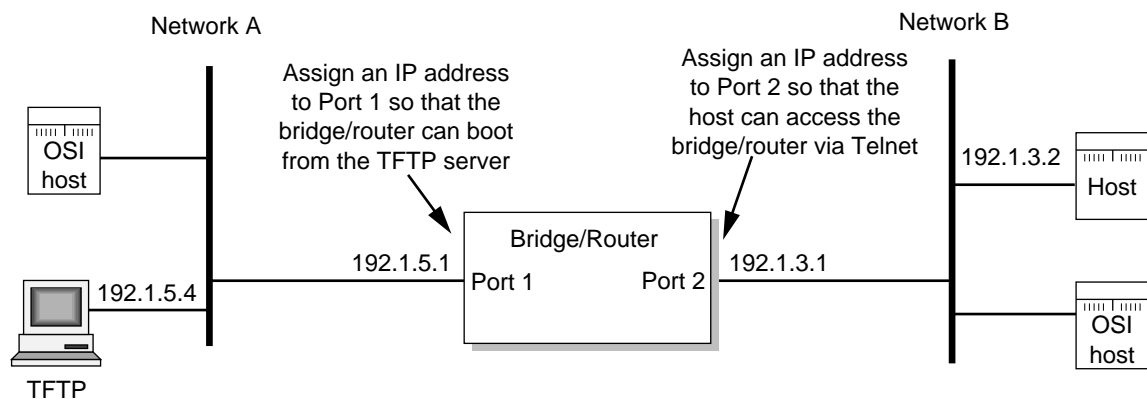 Network A
Network B
Assign an IP address
to Port 1 so that the
bridge/router can boot
from the TFTP server
Assign an IP address
to Port 2 so that the
host can access the
bridge/router via Telnet
OSI
host
192.1.3.2
Host
Bridge/Router
192.1.5.1
Port 1
Port 2
192.1.3.1
192.1.5.4
TFTP
OSI
host